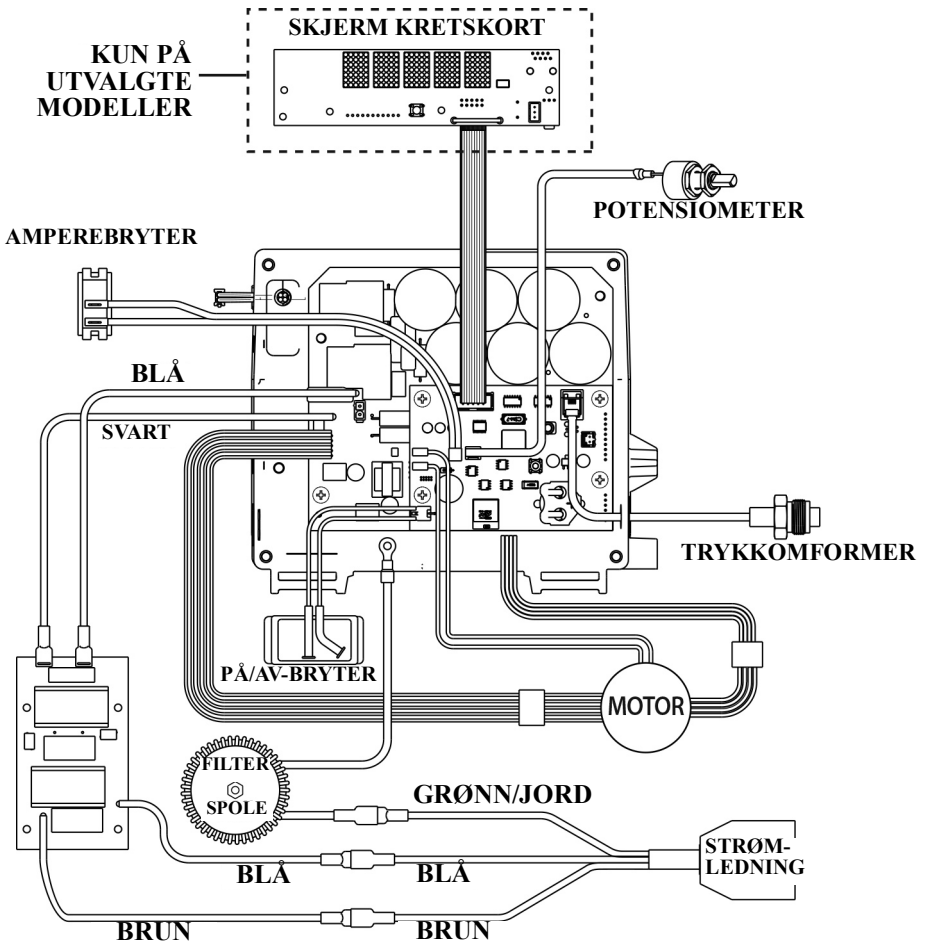 SKJERM KRETSKORT
KUN PÅ
UTVALGTE
MODELLER
POTENSIOMETER
AMPEREBRYTER
BLÅ
SVART
TRYKKOMFORMER
PÅ/AV-BRYTER
MOTOR
FILTER
SPOLE
GRØNN/JORD
STRØM-
LEDNING
BLÅ
BLÅ
BRUN
BRUN